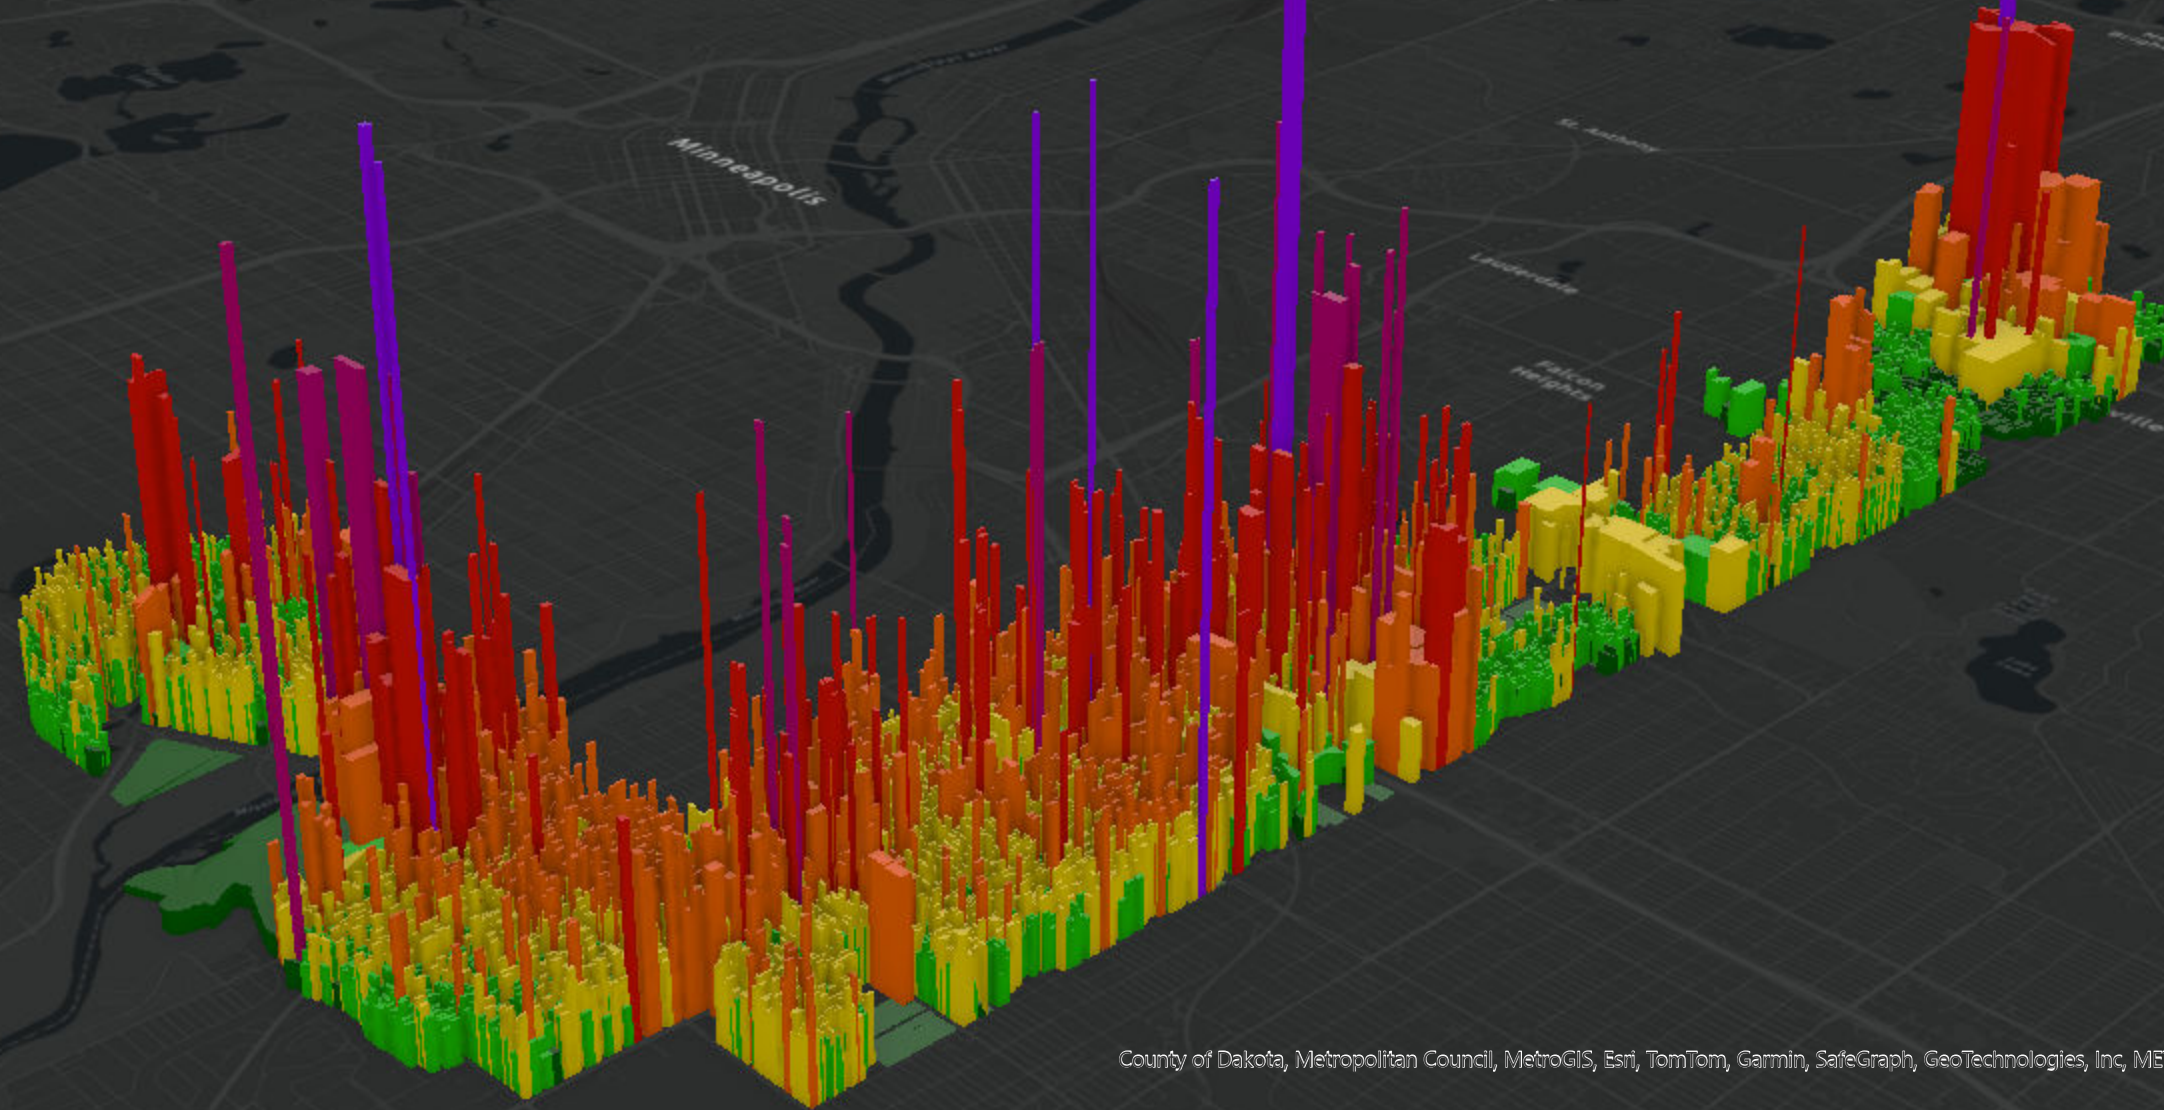 Minneapolis
St. Anthony
Lauderdale
Falcon
Heights
County of Dakota, Metropolitan Council, MetroGIS, Esri, TomTom, Garmin, SafeGraph, GeoTechnologies, Inc, ME